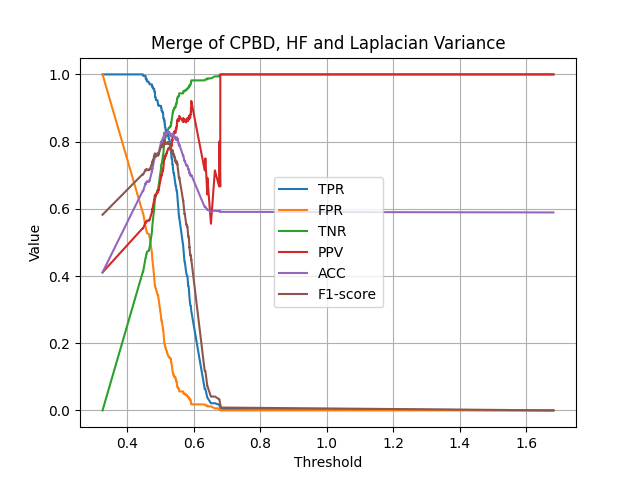 Merge of CPBD, HF and Laplacian Variance
1.0
0.8
0.6
0.4
0.2
0.0
Value
TPR
FPR
TNR
PPV
ACC
F1-score
0.4 0.6 0.8 1.0 1.2 1.4 1.6
Threshold